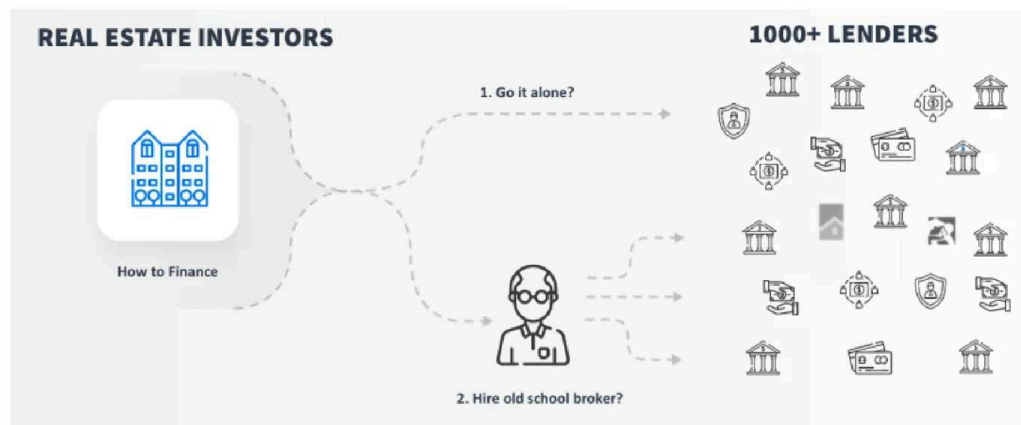 REAL ESTATE INVESTORS
1000+ LENDERS
1. Go it alone?
How to Finance
2. Hire old school broker?